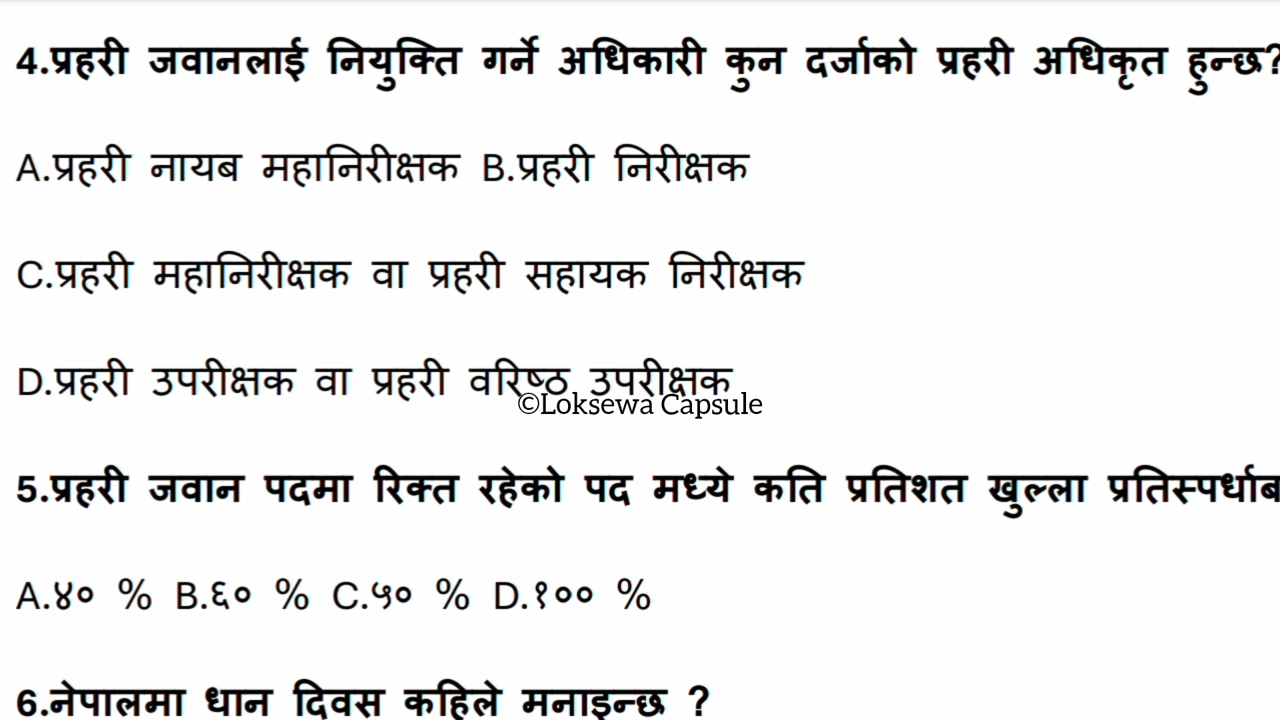 4.प्रहरी जवानलाई नियुक्ति गर्ने अधिकारी कुन दर्जाको प्रहरी अधिकृत हुन्छ?
A.प्रहरी नायब महानिरीक्षक B.प्रहरी निरीक्षक
C.प्रहरी महानिरीक्षक वा प्रहरी सहायक निरीक्षक
D.प्रहरी उपरीक्षक वा प्रहरी वरिष्ठ उपरीक्षक
©Loksewa Capsule
5.प्रहरी जवान पदमा रिक्त रहेको पद मध्ये कति प्रतिशत खुल्ला
A.४० % B.६० % C.५० % D.१०० %
6.नेपालमा धान दिवस कहिले मनाइन्छ ?